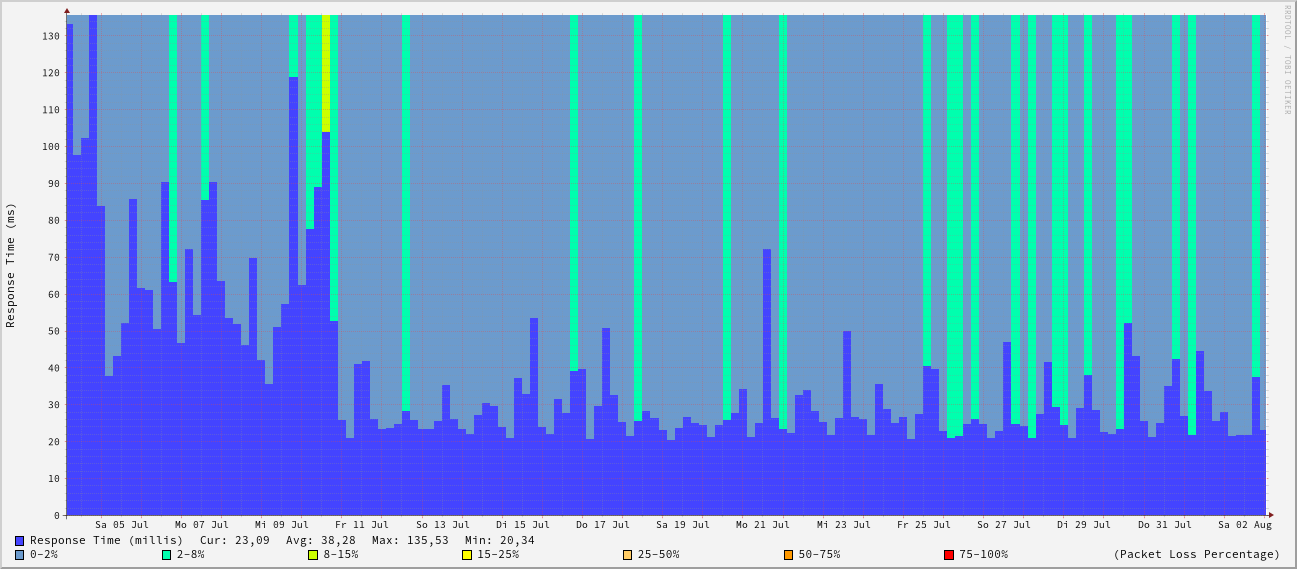 RRDTOOL / TOBI OETIKER
Response Time (ms)
130
120
110
100
90
80
70
60
50
40
30
20
10
0
Sa 05 Jul Mo 07 Jul Mi 09 Jul Fr 11 Jul So 13 Jul Di 15 Jul Do 17 Jul Sa 19 Jul Mo 21 Jul Mi 23 Jul Fr 25 Jul So 27 Jul Di 29 Jul Do 31 Jul Sa 02 Aug
Response Time (millis) Cur: 23,09 Avg: 38,28 Max: 135,53 Min: 20,34
0-2% 2-8% 8-15% 15-25% 25-50% 50-75% 75-100% (Packet Loss Percentage)